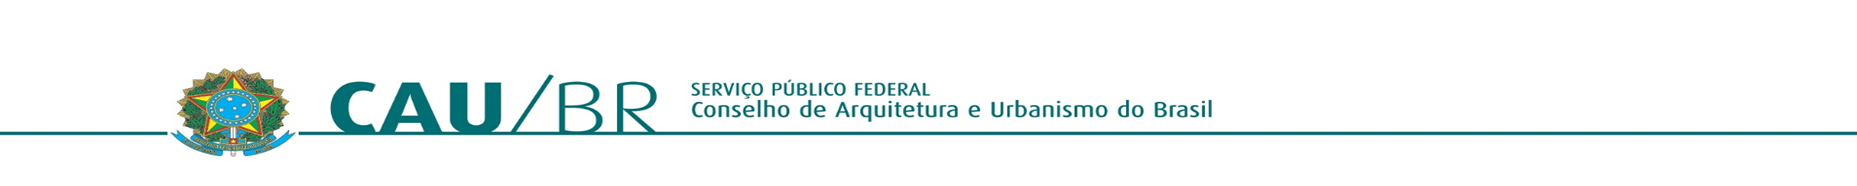 CAU/BR
SERVIÇO PÚBLICO FEDERAL
Conselho de Arquitetura e Urbanismo do Brasil